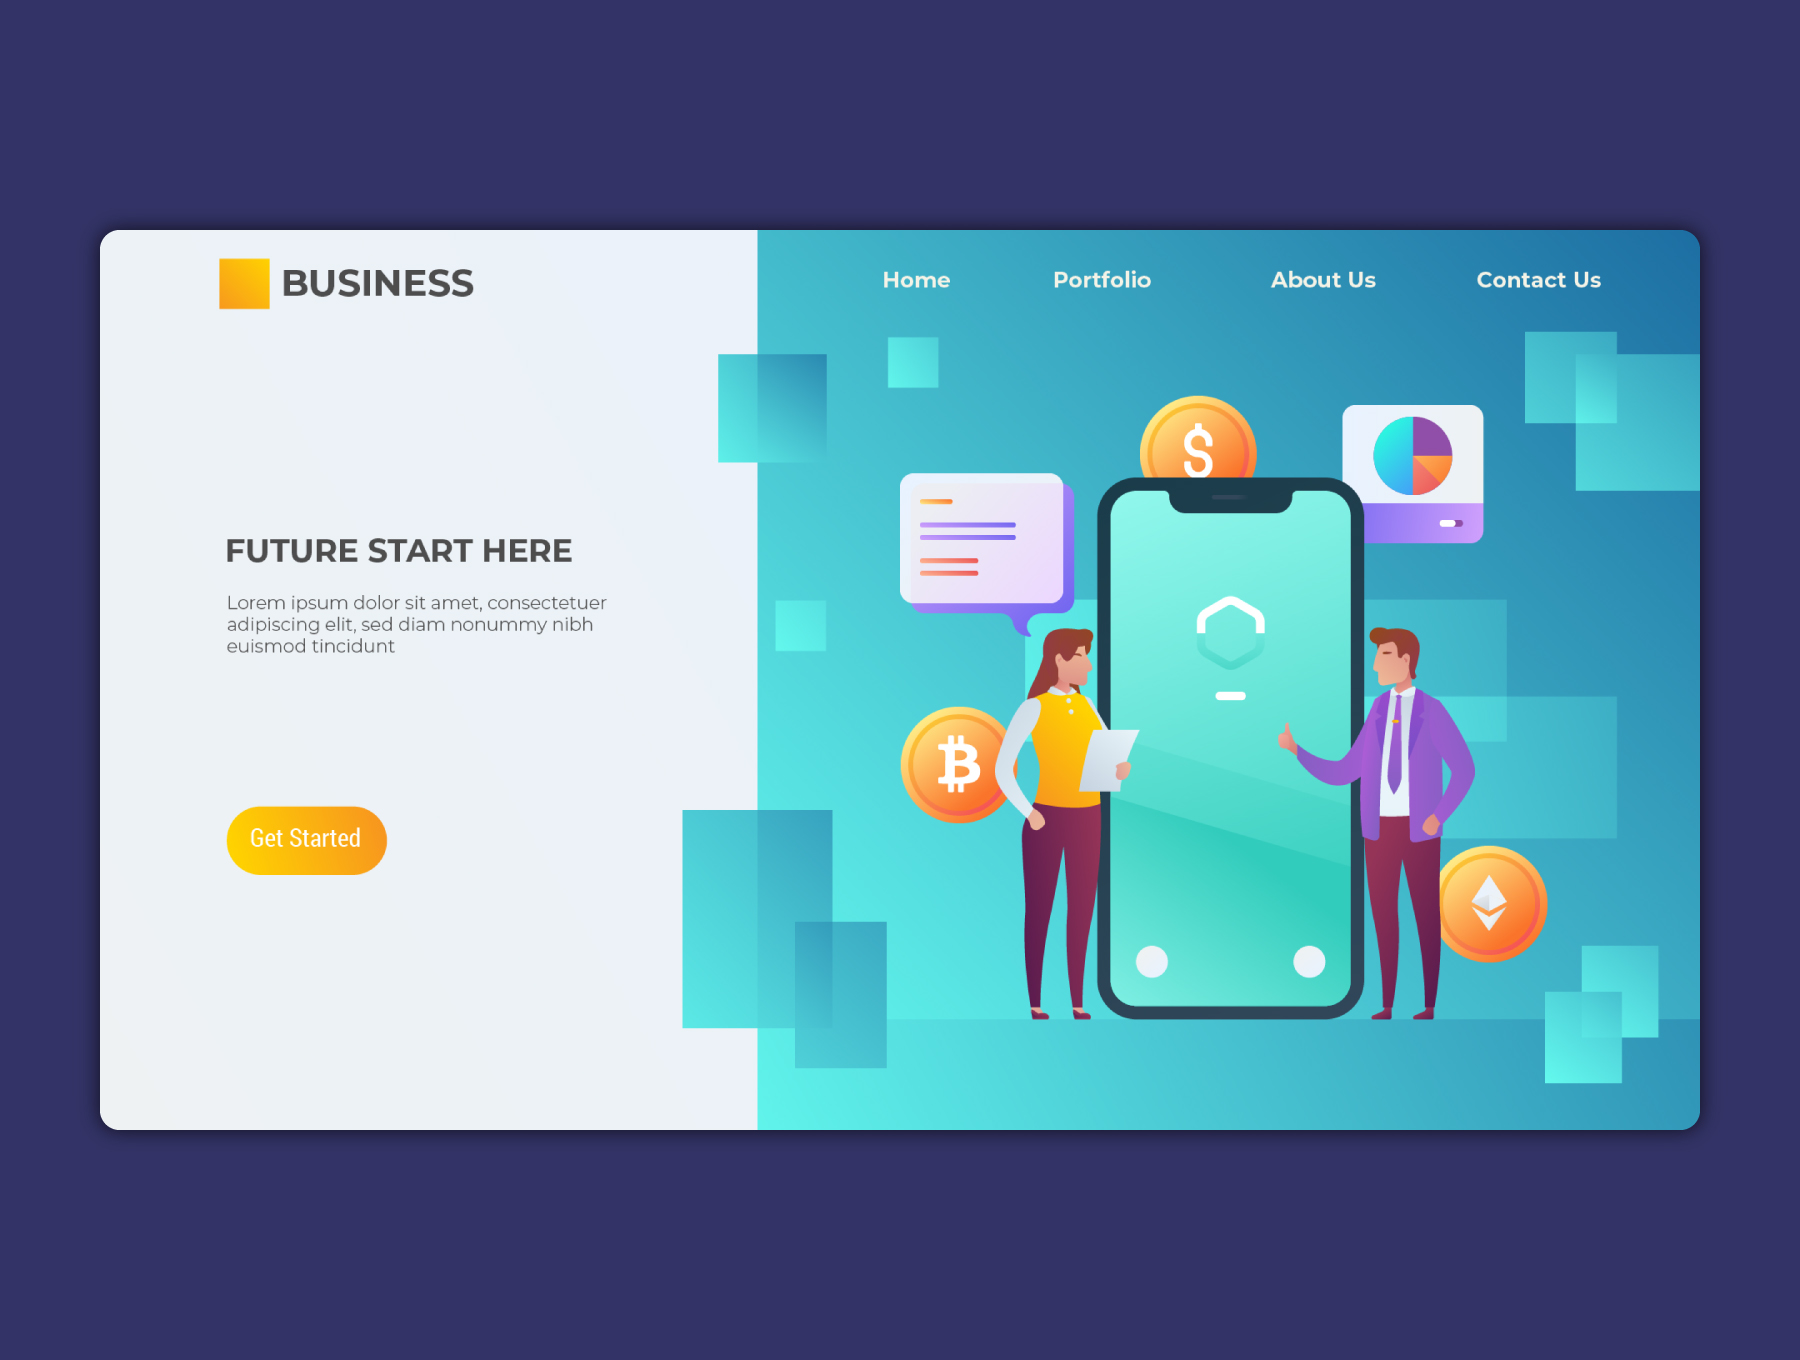 BUSINESS
Home
Portfolio
About Us
Contact Us
FUTURE START HERE
Lorem ipsum dolor sit amet, consectetuer
adipiscing elit, sed diam nonummy nibh
euismod tincidunt
Get Started